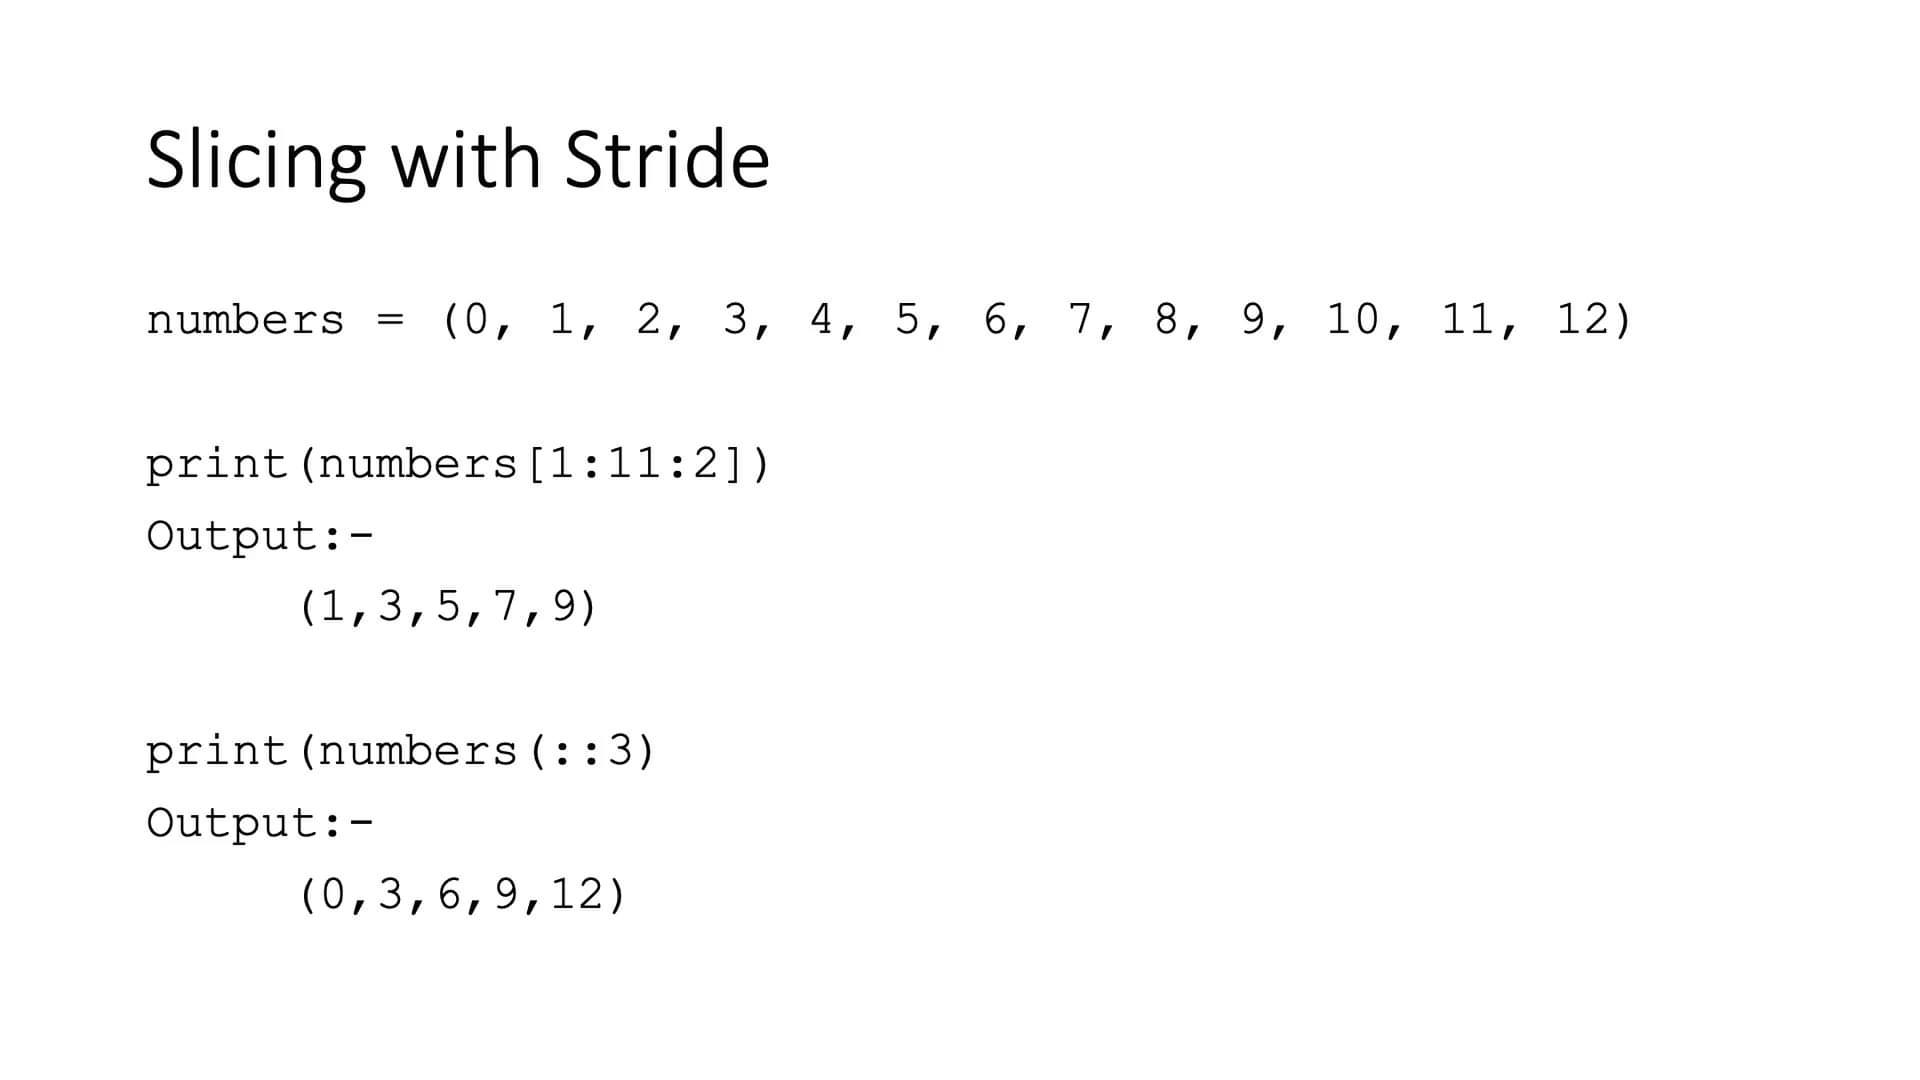 Slicing with Stride
numbers = (0, 1, 2, 3, 4, 5, 6, 7, 8, 9, 10, 11, 12)
print(numbers[1:11:2])
Output:-
(1,3,5,7,9)
print(numbers(::3)
Output:-
(0,3,6,9,12)